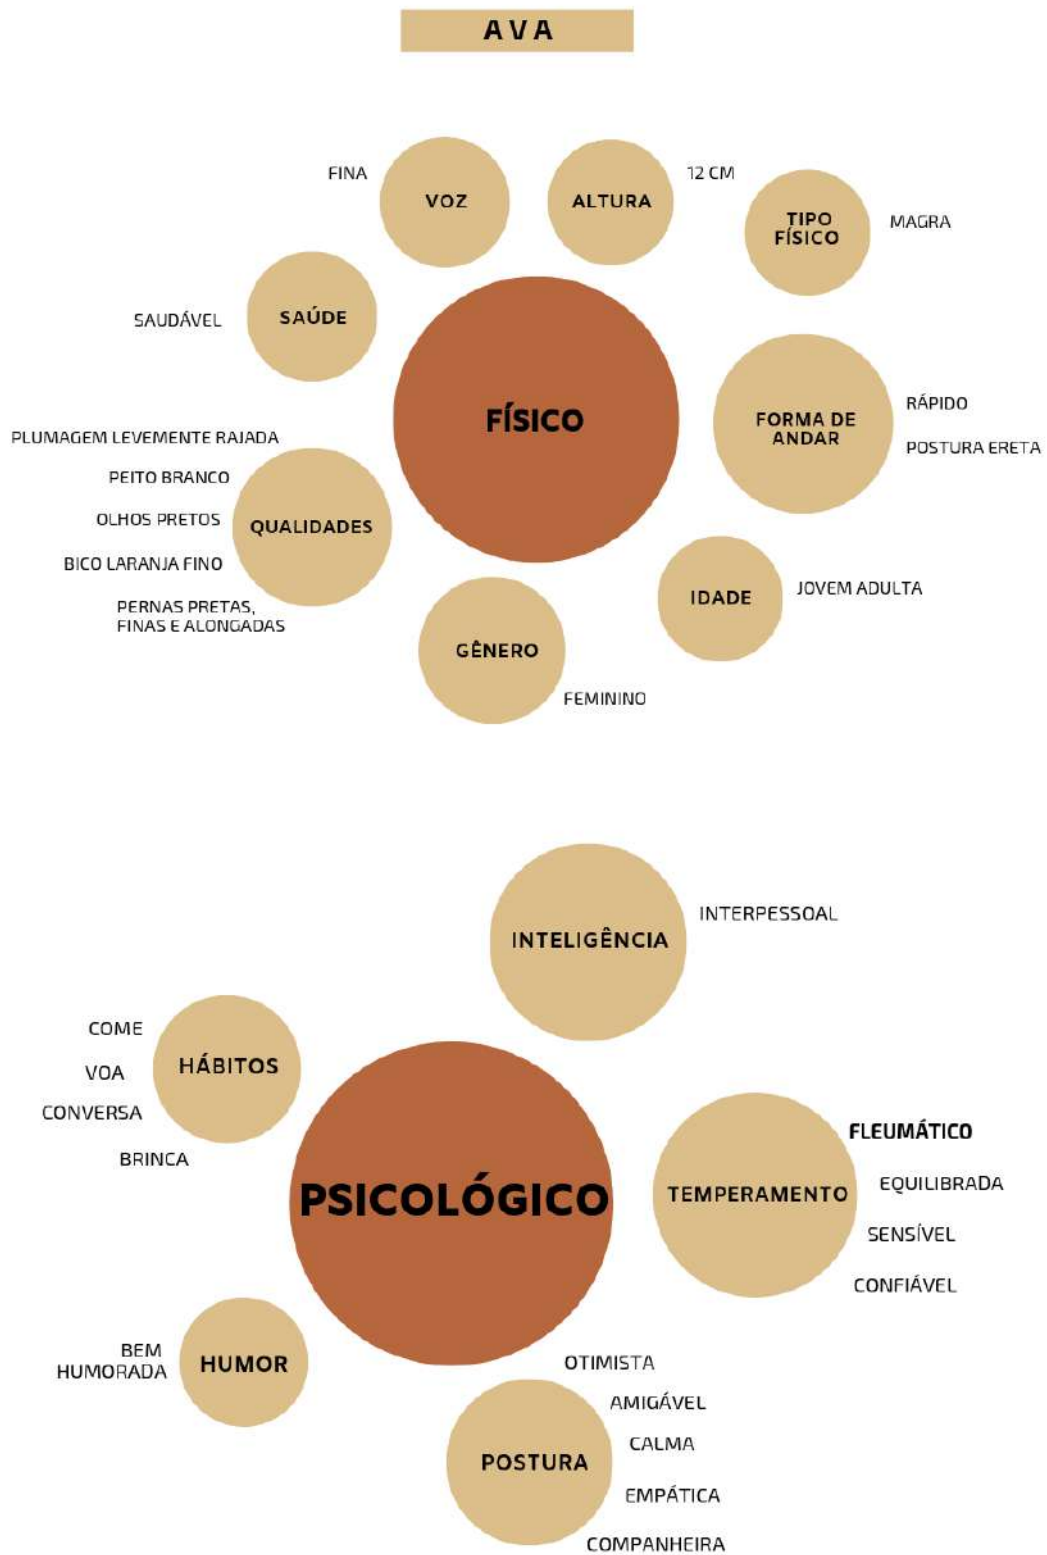 AVA
FINA
VOZ
ALTURA
12 CM
TIPO
FÍSICO
MAGRA
SAUDÁVEL
SAÚDE
FÍSICO
FORMA DE
ANDAR
RÁPIDO
POSTURA ERETA
PLUMAGEM LEVEMENTE RAJADA
PEITO BRANCO
OLHOS PRETOS
BICO LARANJA FINO
PERNAS PRETAS,
FINAS E ALONGADAS
QUALIDADES
IDADE
JOVEM ADULTA
GÊNERO
FEMININO
INTELIGÊNCIA
INTERPESSOAL
COME
VOA
CONVERSA
BRINCA
HÁBITOS
PSICOLÓGICO
TEMPERAMENTO
FLEUMÁTICO
EQUILIBRADA
SENSÍVEL
CONFIÁVEL
BEM
HUMORADA
HUMOR
POSTURA
OTIMISTA
AMIGÁVEL
CALMA
EMPÁTICA
COMPANHEIRA